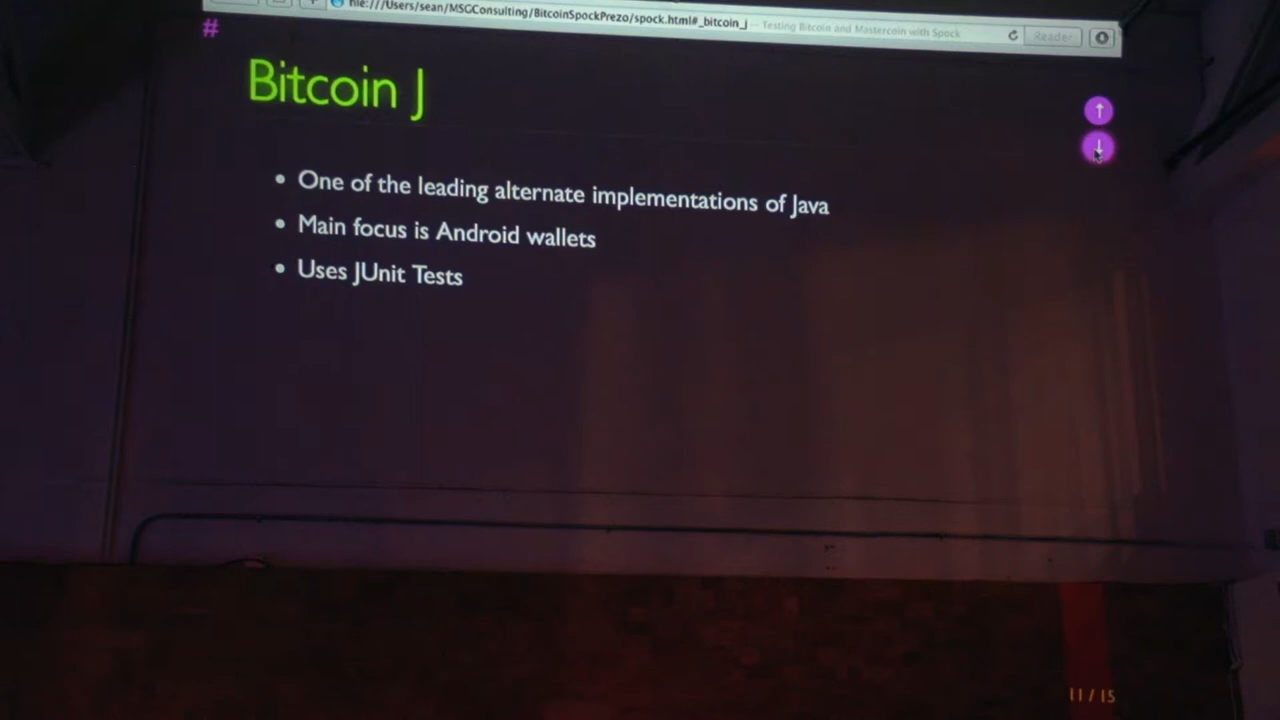 file:///Users/sean/MSGConsulting/BitcoinSpockPrezo/spock.html#_bitcoin_j — Testing Bitcoin and Mastercoin with Spock
Reader
#
Bitcoin J
↑
↓
• One of the leading alternate implementations of Java
• Main focus is Android wallets
• Uses JUnit Tests
11 / 15